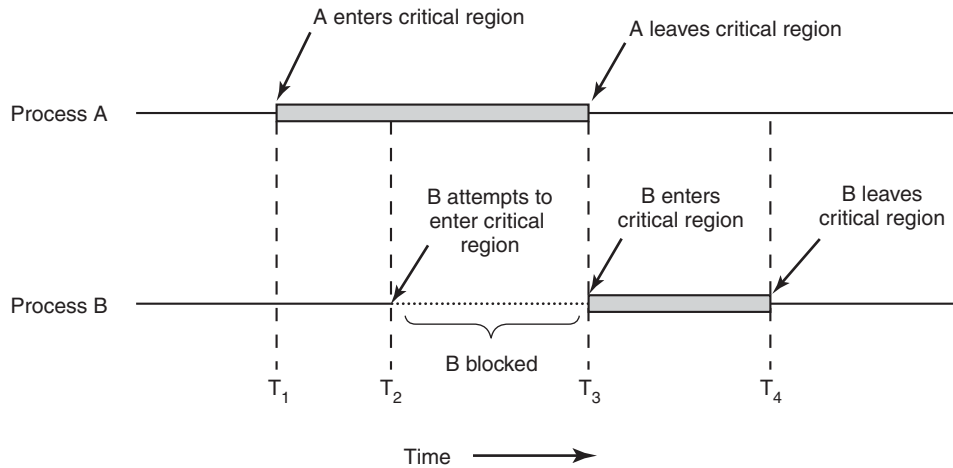 A enters critical region
A leaves critical region
Process A
B attempts to
enter critical
region
B enters
critical region
B leaves
critical region
Process B
B blocked
T1
T2
T3
T4
Time